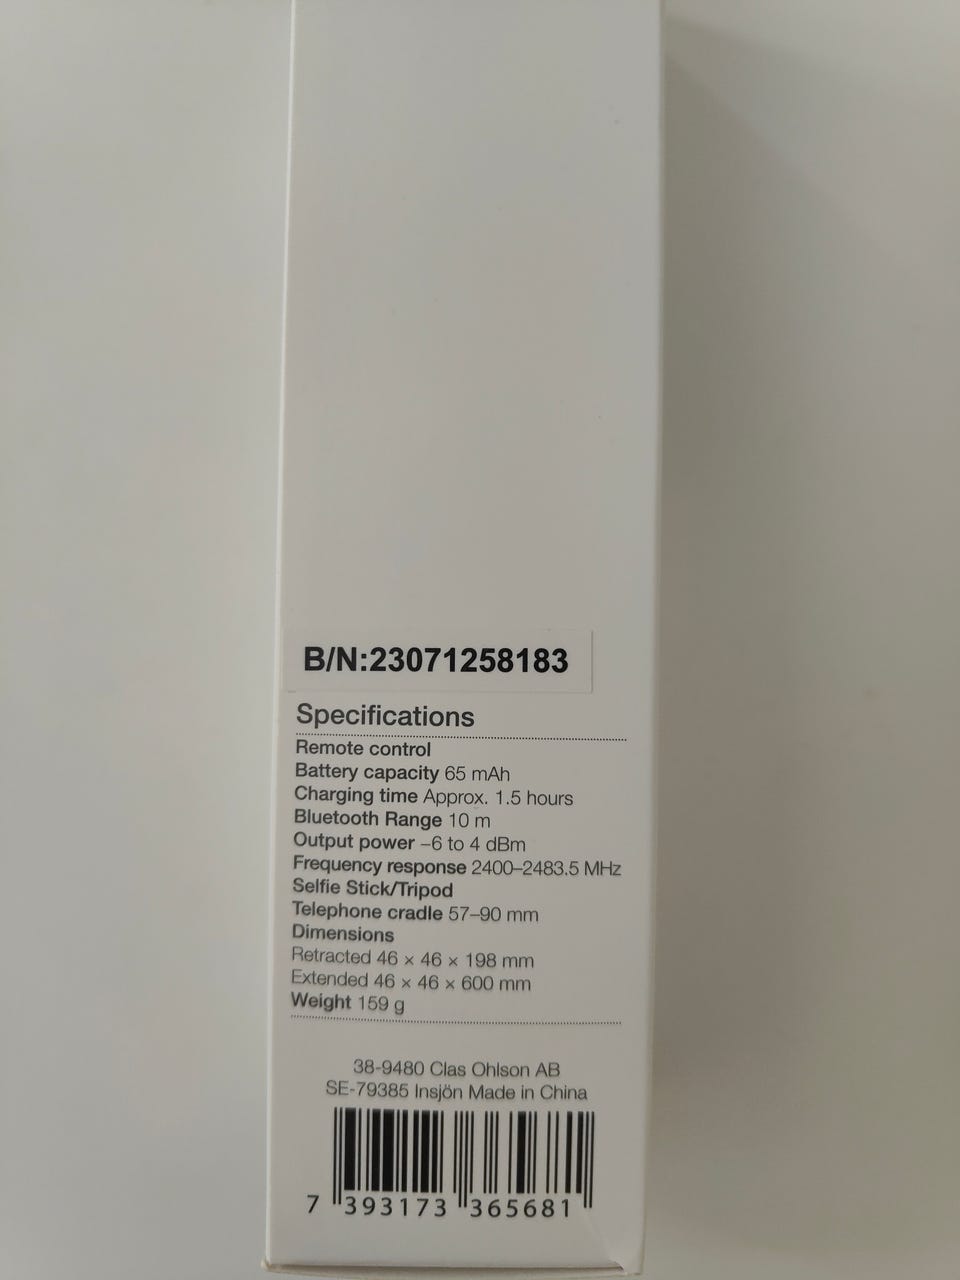 B/N:23071258183
Specifications
Remote control
Battery capacity 65 mAh
Charging time Approx. 1.5 hours
Bluetooth Range 10 m
Output power –6 to 4 dBm
Frequency response 2400–2483.5 MHz
Selfie Stick/Tripod
Telephone cradle 57–90 mm
Dimensions
Retracted 46 × 46 × 198 mm
Extended 46 × 46 × 600 mm
Weight 159 g
38-9480 Clas Ohlson AB
SE-79385 Insjön Made in China
7 393173 365681